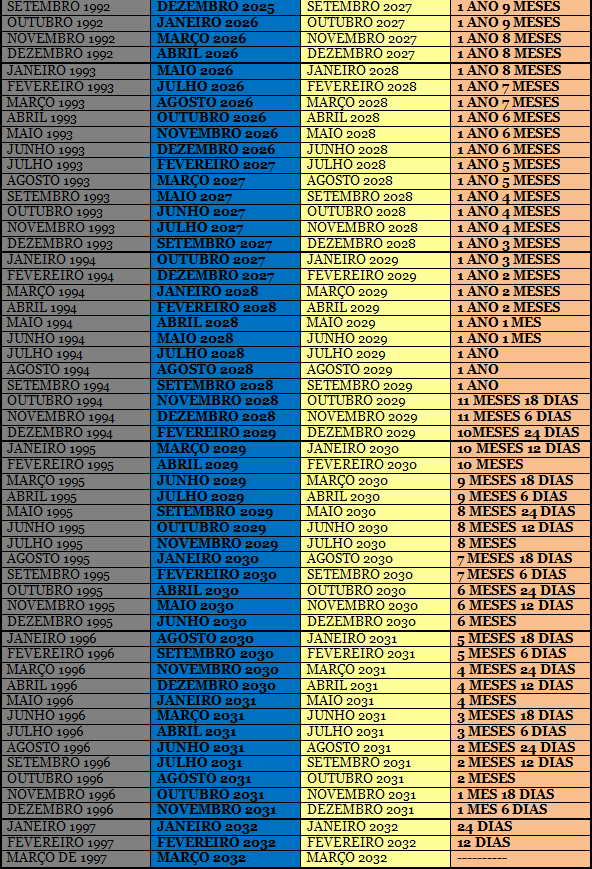 SETEMBRO 1992 DEZEMBRO 2025 SETEMBRO 2027 1 ANO 9 MESES
OUTUBRO 1992 JANEIRO 2026 OUTUBRO 2027 1 ANO 9 MESES
NOVEMBRO 1992 MARÇO 2026 NOVEMBRO 2027 1 ANO 8 MESES
DEZEMBRO 1992 ABRIL 2026 DEZEMBRO 2027 1 ANO 8 MESES
JANEIRO 1993 MAIO 2026 JANEIRO 2028 1 ANO 8 MESES
FEVEREIRO 1993 JULHO 2026 FEVEREIRO 2028 1 ANO 7 MESES
MARÇO 1993 AGOSTO 2026 MARÇO 2028 1 ANO 7 MESES
ABRIL 1993 OUTUBRO 2026 ABRIL 2028 1 ANO 6 MESES
MAIO 1993 NOVEMBRO 2026 MAIO 2028 1 ANO 6 MESES
JUNHO 1993 DEZEMBRO 2026 JUNHO 2028 1 ANO 6 MESES
JULHO 1993 FEVEREIRO 2027 JULHO 2028 1 ANO 5 MESES
AGOSTO 1993 MARÇO 2027 AGOSTO 2028 1 ANO 5 MESES
SETEMBRO 1993 MAIO 2027 SETEMBRO 2028 1 ANO 4 MESES
OUTUBRO 1993 JUNHO 2027 OUTUBRO 2028 1 ANO 4 MESES
NOVEMBRO 1993 JULHO 2027 NOVEMBRO 2028 1 ANO 4 MESES
DEZEMBRO 1993 SETEMBRO 2027 DEZEMBRO 2028 1 ANO 3 MESES
JANEIRO 1994 OUTUBRO 2027 JANEIRO 2029 1 ANO 3 MESES
FEVEREIRO 1994 DEZEMBRO 2027 FEVEREIRO 2029 1 ANO 2 MESES
MARÇO 1994 JANEIRO 2028 MARÇO 2029 1 ANO 2 MESES
ABRIL 1994 FEVEREIRO 2028 ABRIL 2029 1 ANO 2 MESES
MAIO 1994 ABRIL 2028 MAIO 2029 1 ANO 1 MES
JUNHO 1994 MAIO 2028 JUNHO 2029 1 ANO 1 MES
JULHO 1994 JULHO 2028 JULHO 2029 1 ANO
AGOSTO 1994 AGOSTO 2028 AGOSTO 2029 1 ANO
SETEMBRO 1994 SETEMBRO 2028 SETEMBRO 2029 1 ANO
OUTUBRO 1994 NOVEMBRO 2028 OUTUBRO 2029 11 MESES 18 DIAS
NOVEMBRO 1994 DEZEMBRO 2028 NOVEMBRO 2029 11 MESES 6 DIAS
DEZEMBRO 1994 FEVEREIRO 2029 DEZEMBRO 2029 10MESES 24 DIAS
JANEIRO 1995 MARÇO 2029 JANEIRO 2030 10 MESES 12 DIAS
FEVEREIRO 1995 ABRIL 2029 FEVEREIRO 2030 10 MESES
MARÇO 1995 JUNHO 2029 MARÇO 2030 9 MESES 18 DIAS
ABRIL 1995 JULHO 2029 ABRIL 2030 9 MESES 6 DIAS
MAIO 1995 SETEMBRO 2029 MAIO 2030 8 MESES 24 DIAS
JUNHO 1995 OUTUBRO 2029 JUNHO 2030 8 MESES 12 DIAS
JULHO 1995 NOVEMBRO 2029 JULHO 2030 8 MESES
AGOSTO 1995 JANEIRO 2030 AGOSTO 2030 7 MESES 18 DIAS
SETEMBRO 1995 FEVEREIRO 2030 SETEMBRO 2030 7 MESES 6 DIAS
OUTUBRO 1995 ABRIL 2030 OUTUBRO 2030 6 MESES 24 DIAS
NOVEMBRO 1995 MAIO 2030 NOVEMBRO 2030 6 MESES 12 DIAS
DEZEMBRO 1995 JUNHO 2030 DEZEMBRO 2030 6 MESES
JANEIRO 1996 AGOSTO 2030 JANEIRO 2031 5 MESES 18 DIAS
FEVEREIRO 1996 SETEMBRO 2030 FEVEREIRO 2031 5 MESES 6 DIAS
MARÇO 1996 NOVEMBRO 2030 MARÇO 2031 4 MESES 24 DIAS
ABRIL 1996 DEZEMBRO 2030 ABRIL 2031 4 MESES 12 DIAS
MAIO 1996 JANEIRO 2031 MAIO 2031 4 MESES
JUNHO 1996 MARÇO 2031 JUNHO 2031 3 MESES 18 DIAS
JULHO 1996 ABRIL 2031 JULHO 2031 3 MESES 6 DIAS
AGOSTO 1996 JUNHO 2031 AGOSTO 2031 2 MESES 24 DIAS
SETEMBRO 1996 JULHO 2031 SETEMBRO 2031 2 MESES 12 DIAS
OUTUBRO 1996 AGOSTO 2031 OUTUBRO 2031 2 MESES
NOVEMBRO 1996 OUTUBRO 2031 NOVEMBRO 2031 1 MES 18 DIAS
DEZEMBRO 1996 NOVEMBRO 2031 DEZEMBRO 2031 1 MES 6 DIAS
JANEIRO 1997 JANEIRO 2032 JANEIRO 2032 24 DIAS
FEVEREIRO 1997 FEVEREIRO 2032 FEVEREIRO 2032 12 DIAS
MARÇO DE 1997 MARÇO 2032 MARÇO 2032 ----------